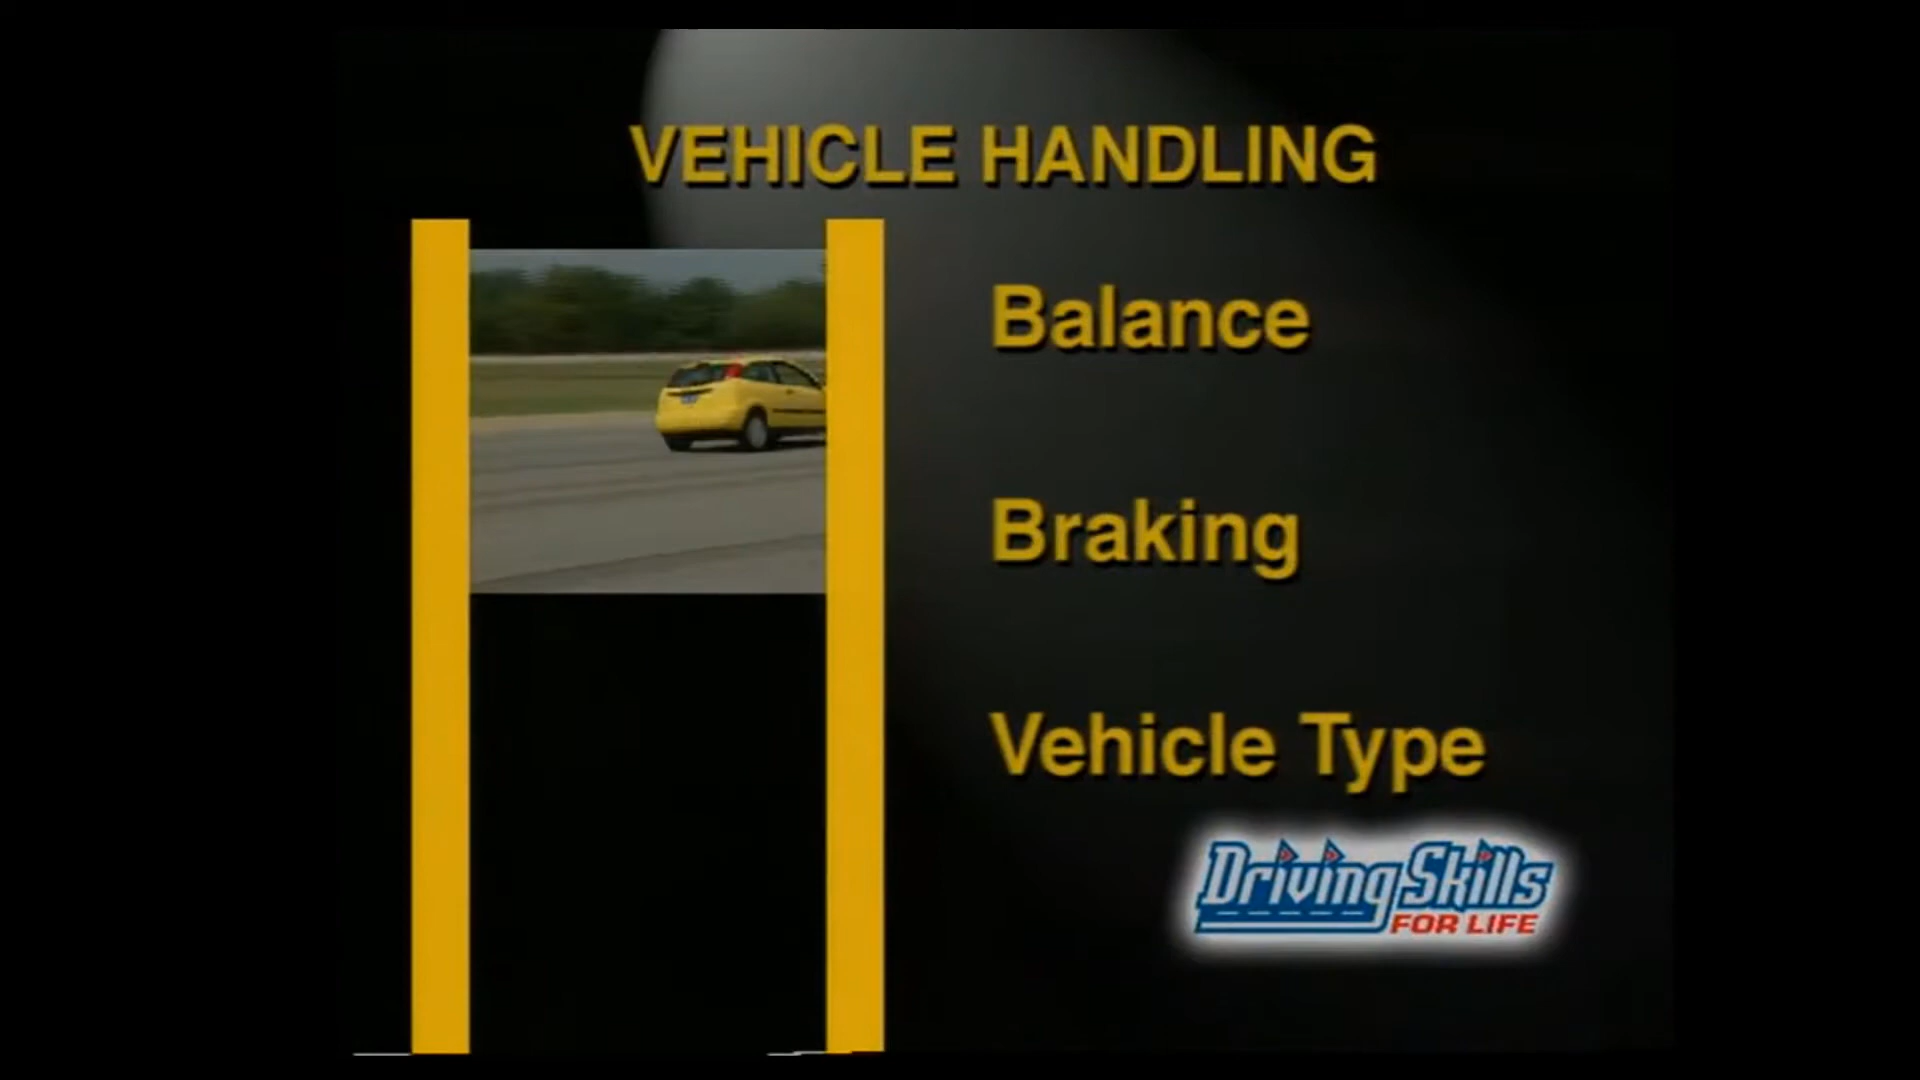 VEHICLE HANDLING
Balance
Braking
Vehicle Type
Driving Skills
FOR LIFE